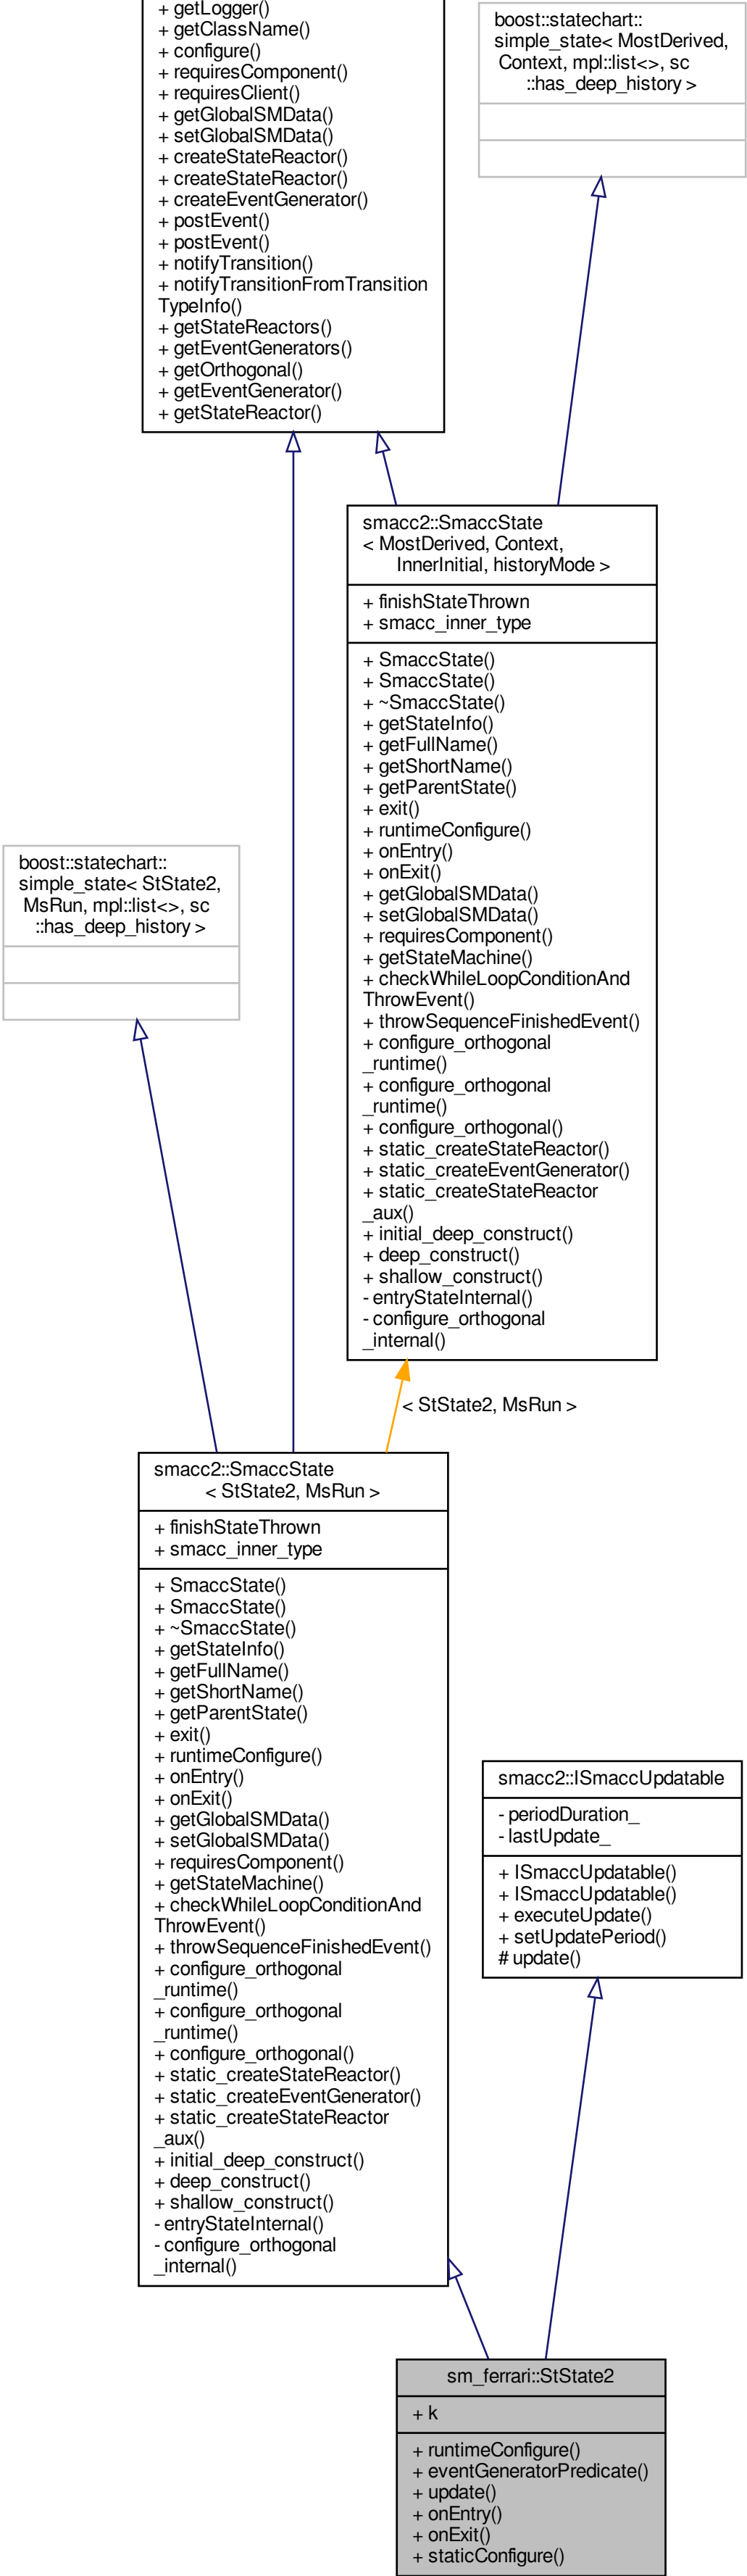 + getLogger()
+ getClassName()
+ configure()
+ requiresComponent()
+ requiresClient()
+ getGlobalSMData()
+ setGlobalSMData()
+ createStateReactor()
+ createStateReactor()
+ createEventGenerator()
+ postEvent()
+ postEvent()
+ notifyTransition()
+ notifyTransitionFromTransition
TypeInfo()
+ getStateReactors()
+ getEventGenerators()
+ getOrthogonal()
+ getEventGenerator()
+ getStateReactor()
boost::statechart::
simple_state< MostDerived,
Context, mpl::list<>, sc
::has_deep_history >
smacc2::SmaccState
< MostDerived, Context,
InnerInitial, historyMode >
+ finishStateThrown
+ smacc_inner_type
+ SmaccState()
+ SmaccState()
+ ~SmaccState()
+ getStateInfo()
+ getFullName()
+ getShortName()
+ getParentState()
+ exit()
+ runtimeConfigure()
+ onEntry()
+ onExit()
+ getGlobalSMData()
+ setGlobalSMData()
+ requiresComponent()
+ getStateMachine()
+ checkWhileLoopConditionAnd
ThrowEvent()
+ throwSequenceFinishedEvent()
+ configure_orthogonal
_runtime()
+ configure_orthogonal
_runtime()
+ configure_orthogonal()
+ static_createStateReactor()
+ static_createEventGenerator()
+ static_createStateReactor
_aux()
+ initial_deep_construct()
+ deep_construct()
+ shallow_construct()
- entryStateInternal()
- configure_orthogonal
_internal()
boost::statechart::
simple_state< StState2,
MsRun, mpl::list<>, sc
::has_deep_history >
< StState2, MsRun >
smacc2::SmaccState
< StState2, MsRun >
+ finishStateThrown
+ smacc_inner_type
+ SmaccState()
+ SmaccState()
+ ~SmaccState()
+ getStateInfo()
+ getFullName()
+ getShortName()
+ getParentState()
+ exit()
+ runtimeConfigure()
+ onEntry()
+ onExit()
+ getGlobalSMData()
+ setGlobalSMData()
+ requiresComponent()
+ getStateMachine()
+ checkWhileLoopConditionAnd
ThrowEvent()
+ throwSequenceFinishedEvent()
+ configure_orthogonal
_runtime()
+ configure_orthogonal
_runtime()
+ configure_orthogonal()
+ static_createStateReactor()
+ static_createEventGenerator()
+ static_createStateReactor
_aux()
+ initial_deep_construct()
+ deep_construct()
+ shallow_construct()
- entryStateInternal()
- configure_orthogonal
_internal()
smacc2::ISmaccUpdatable
- periodDuration_
- lastUpdate_
+ ISmaccUpdatable()
+ ISmaccUpdatable()
+ executeUpdate()
+ setUpdatePeriod()
# update()
sm_ferrari::StState2
+ k
+ runtimeConfigure()
+ eventGeneratorPredicate()
+ update()
+ onEntry()
+ onExit()
+ staticConfigure()